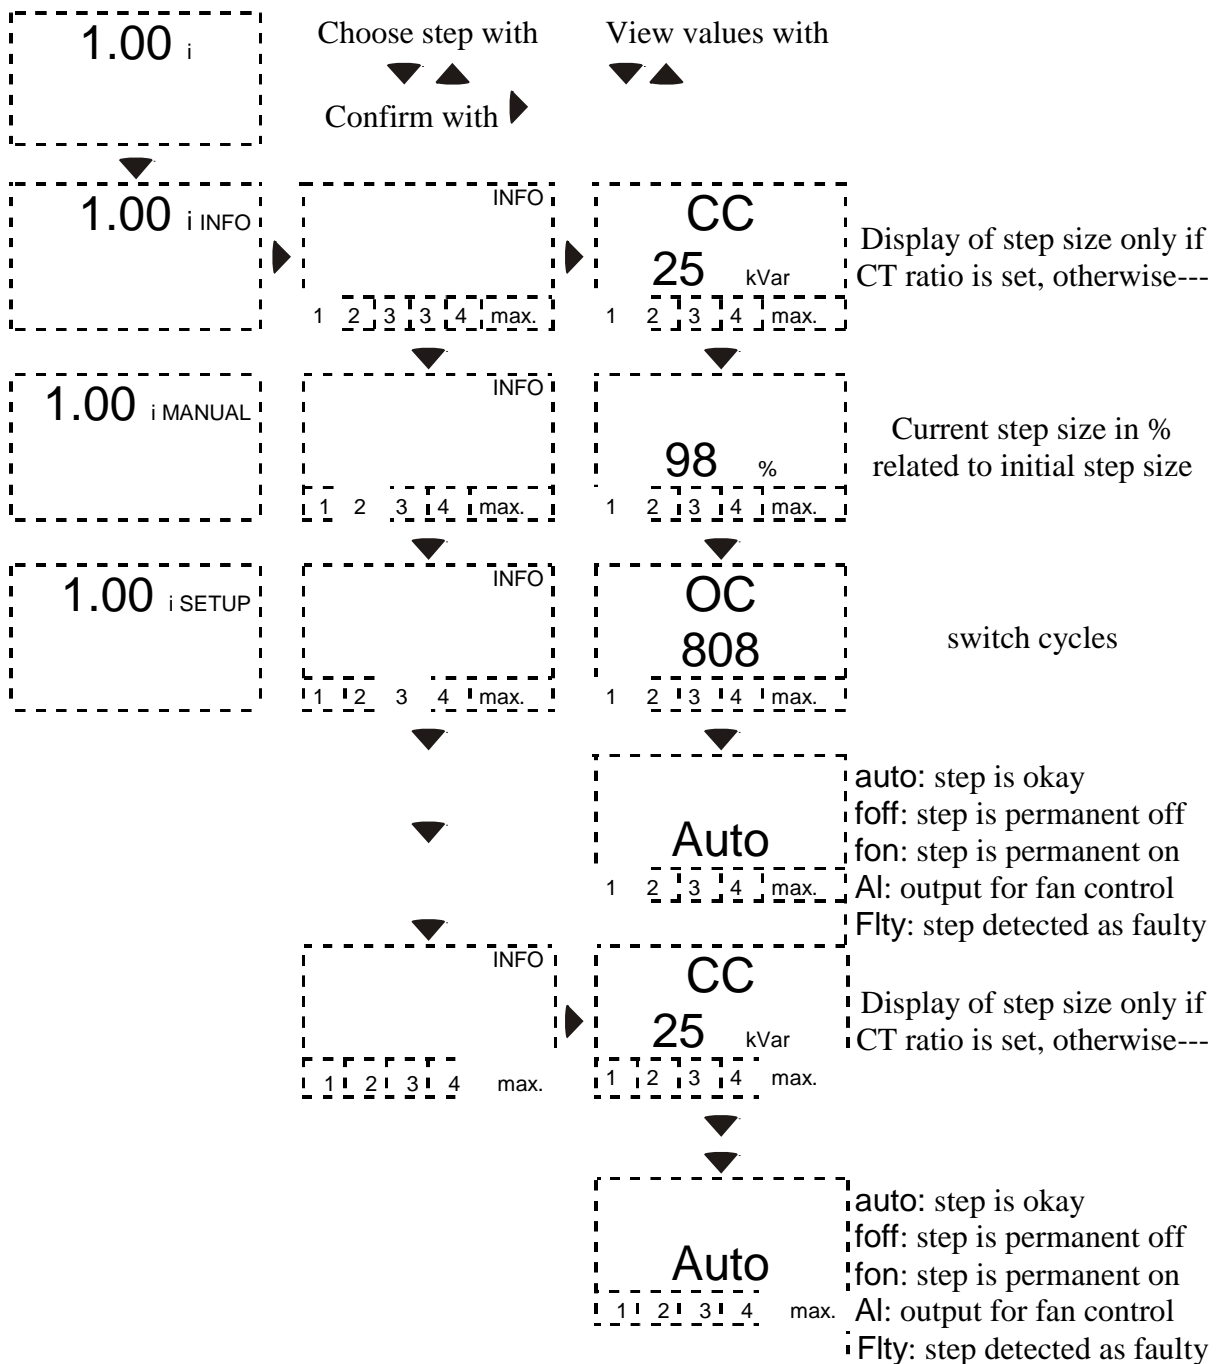 1.00 i
Choose step with
View values with
Confirm with
1.00 i INFO
INFO
1 2 3 3 4 max.
CC
25 kVar
1 2 3 4 max.
Display of step size only if
CT ratio is set, otherwise---
1.00 i MANUAL
INFO
1 2 3 4 max.
98 %
1 2 3 4 max.
Current step size in %
related to initial step size
1.00 i SETUP
INFO
1 2 3 4 max.
OC
808
1 2 3 4 max.
switch cycles
Auto
1 2 3 4 max.
auto: step is okay
foff: step is permanent off
fon: step is permanent on
Al: output for fan control
Flty: step detected as faulty
INFO
1 2 3 4 max.
CC
25 kVar
1 2 3 4 max.
Display of step size only if
CT ratio is set, otherwise---
Auto
1 2 3 4 max.
auto: step is okay
foff: step is permanent off
fon: step is permanent on
Al: output for fan control
Flty: step detected as faulty